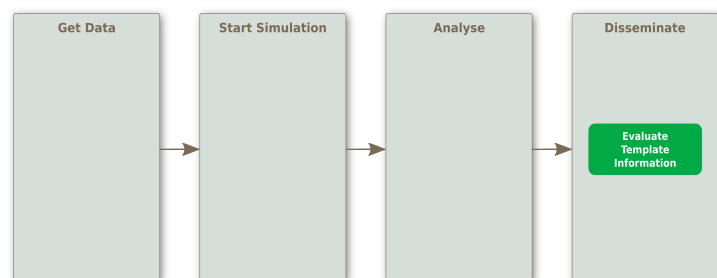 Get Data
Start Simulation
Analyse
Disseminate
Evaluate
Template
Information